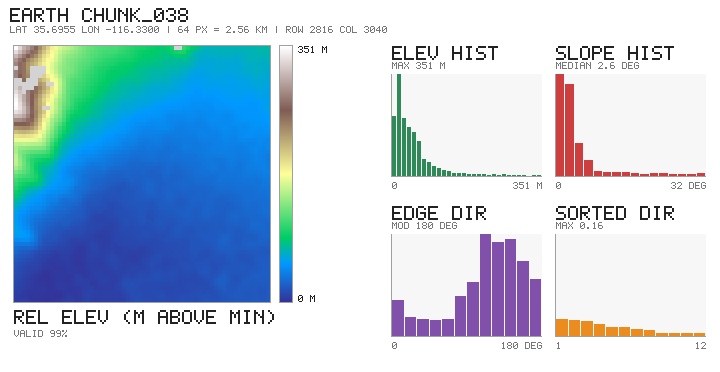 EARTH CHUNK_038
LAT 35.6955 LON -116.3300 | 64 PX = 2.56 KM | ROW 2816 COL 3040
351 M
0 M
REL ELEV (M ABOVE MIN)
VALID 99%
ELEV HIST
MAX 351 M
0 351 M
SLOPE HIST
MEDIAN 2.6 DEG
0 32 DEG
EDGE DIR
MOD 180 DEG
0 180 DEG
SORTED DIR
MAX 0.16
1 12